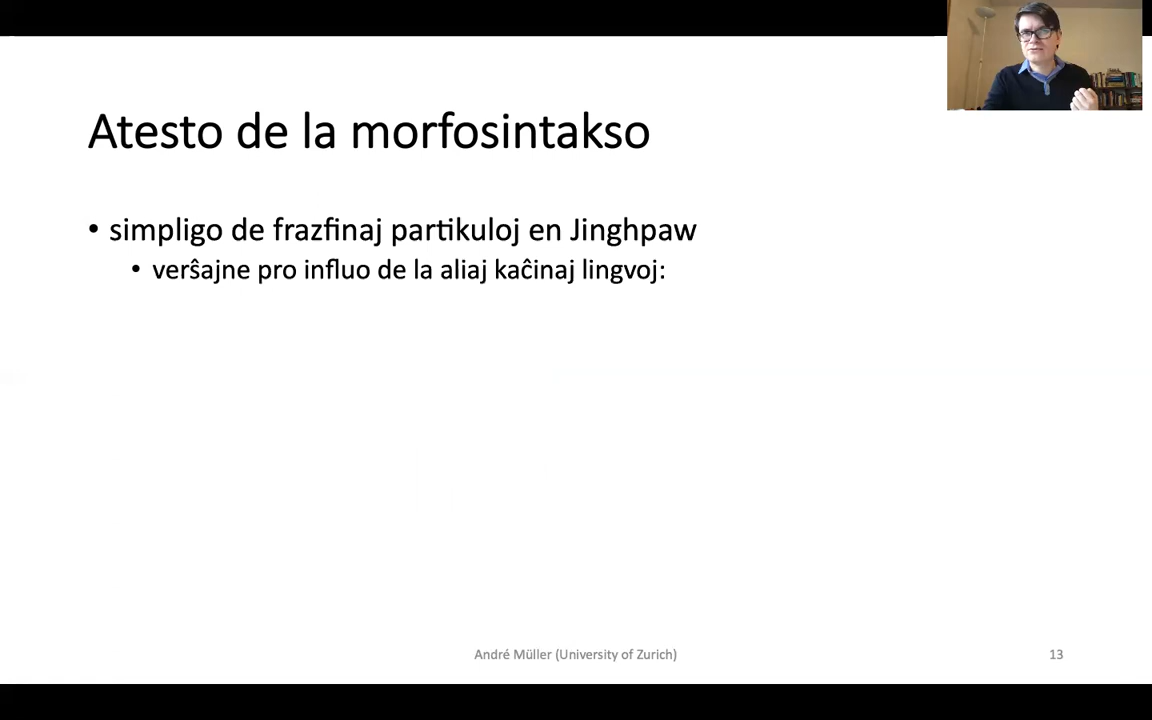 Atesto de la morfosintakso
• simpligo de frazfinaj partikuloj en Jinghpaw
• verŝajne pro influo de la aliaj kaĉinaj lingvoj:
André Müller (University of Zurich)
13